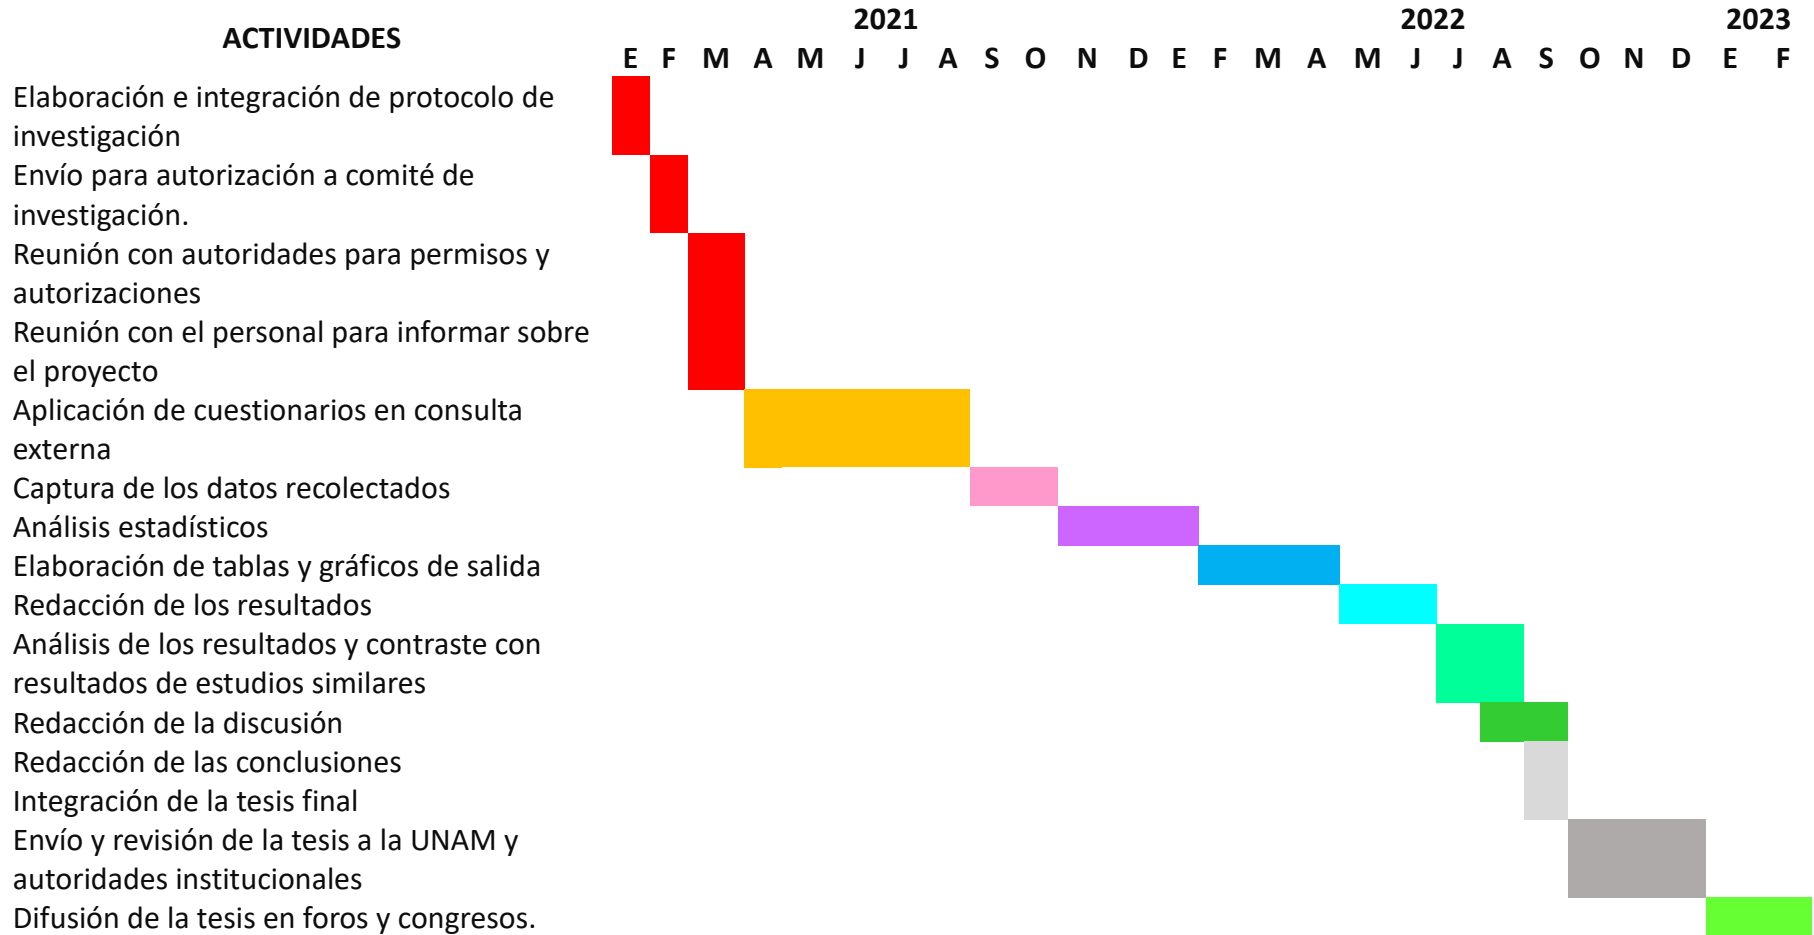 2021 2022 2023
ACTIVIDADES
E F M A M J J A S O N D E F M A M J J A S O N D E F
Elaboración e integración de protocolo de
investigación
Envío para autorización a comité de
investigación.
Reunión con autoridades para permisos y
autorizaciones
Reunión con el personal para informar sobre
el proyecto
Aplicación de cuestionarios en consulta
externa
Captura de los datos recolectados
Análisis estadísticos
Elaboración de tablas y gráficos de salida
Redacción de los resultados
Análisis de los resultados y contraste con
resultados de estudios similares
Redacción de la discusión
Redacción de las conclusiones
Integración de la tesis final
Envío y revisión de la tesis a la UNAM y
autoridades institucionales
Difusión de la tesis en foros y congresos.